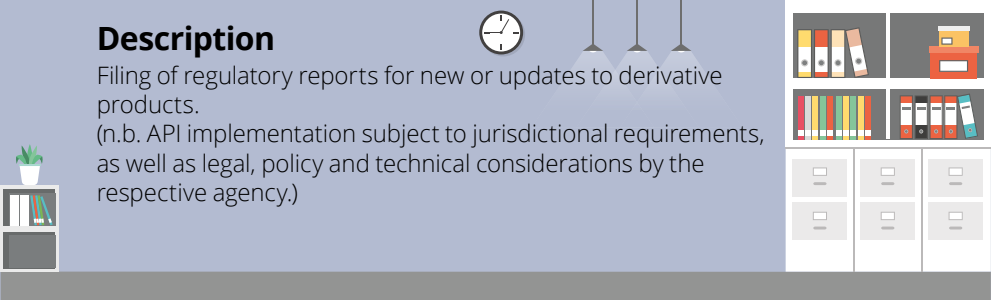 Description
Filing of regulatory reports for new or updates to derivative
products.
(n.b. API implementation subject to jurisdictional requirements,
as well as legal, policy and technical considerations by the
respective agency.)